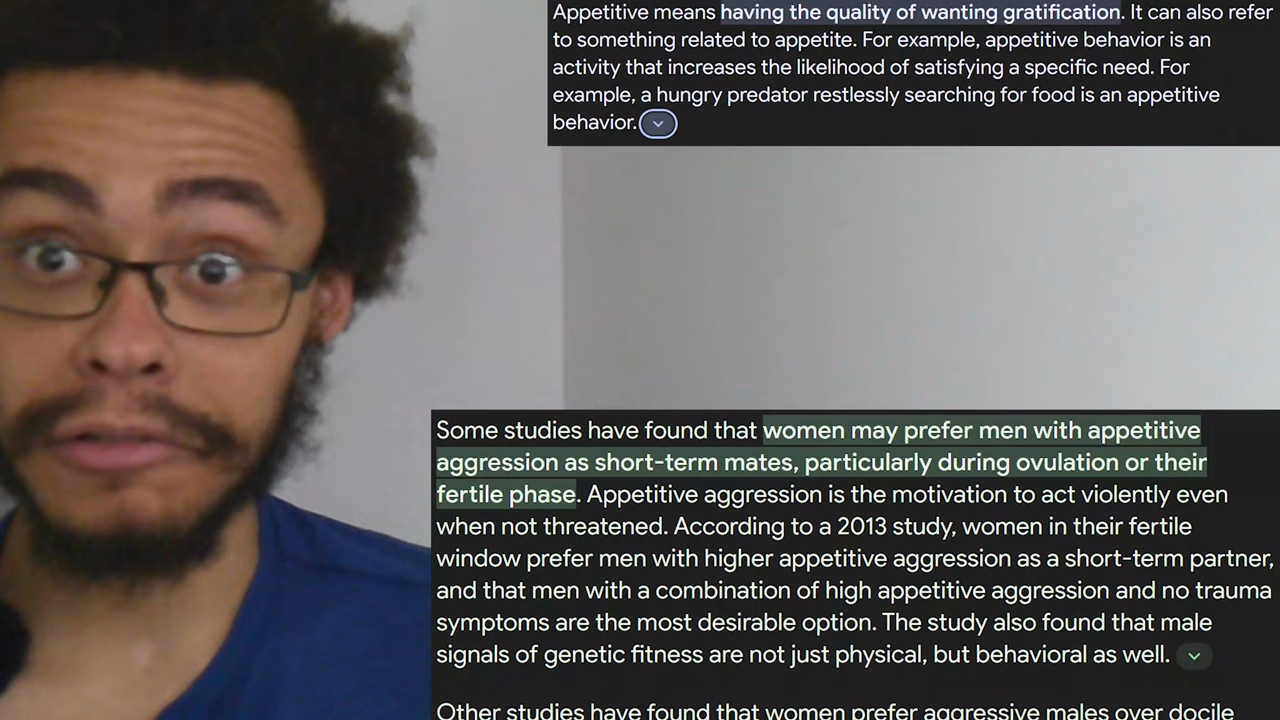 Appetitive means having the quality of wanting gratification. It can also refer
to something related to appetite. For example, appetitive behavior is an
activity that increases the likelihood of satisfying a specific need. For
example, a hungry predator restlessly searching for food is an appetitive
behavior.
Some studies have found that women may prefer men with appetitive
aggression as short-term mates, particularly during ovulation or their
fertile phase. Appetitive aggression is the motivation to act violently even
when not threatened. According to a 2013 study, women in their fertile
window prefer men with higher appetitive aggression as a short-term partner,
and that men with a combination of high appetitive aggression and no trauma
symptoms are the most desirable option. The study also found that male
signals of genetic fitness are not just physical, but behavioral as well.
Other studies have found that women prefer aggressive males over docile